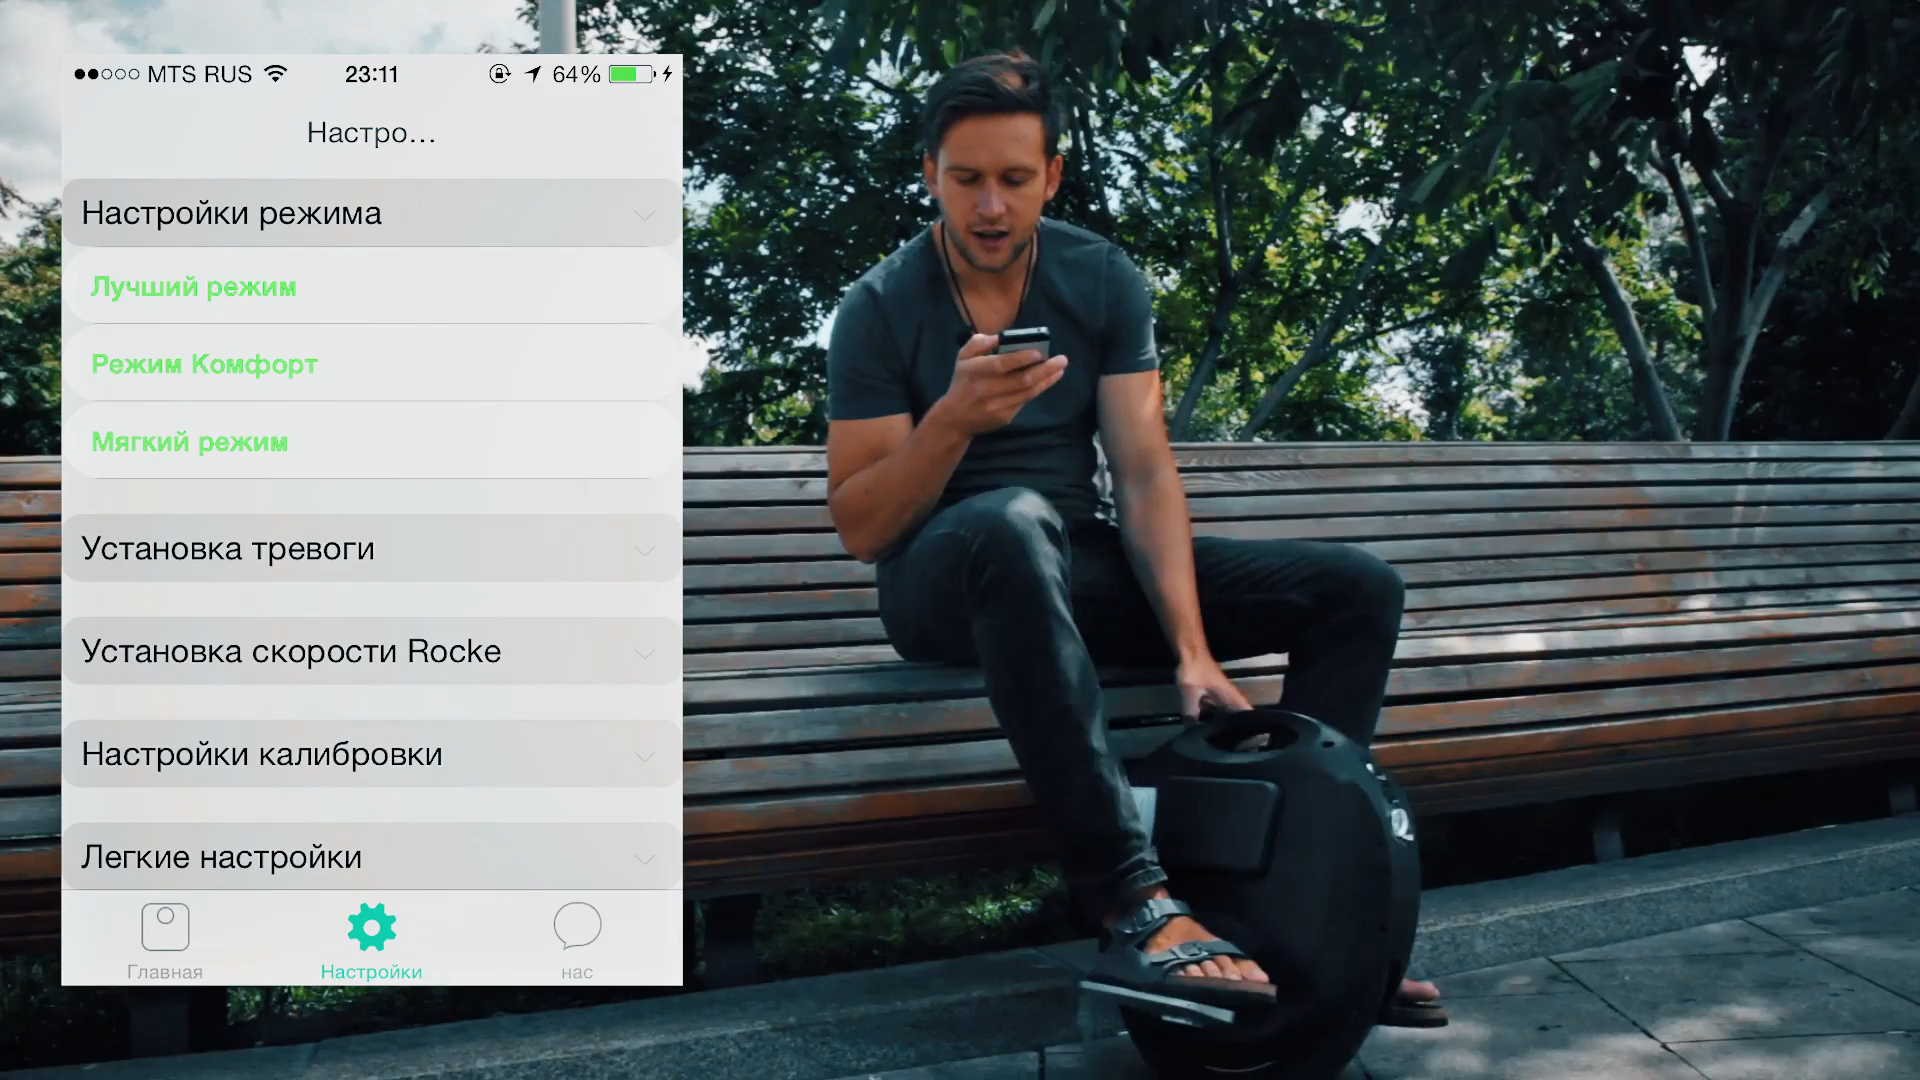 MTS RUS 23:11 64%
Настро...
Настройки режима
Лучший режим
Режим Комфорт
Мягкий режим
Установка тревоги
Установка скорости Rocke
Настройки калибровки
Легкие настройки
Главная Настройки нас